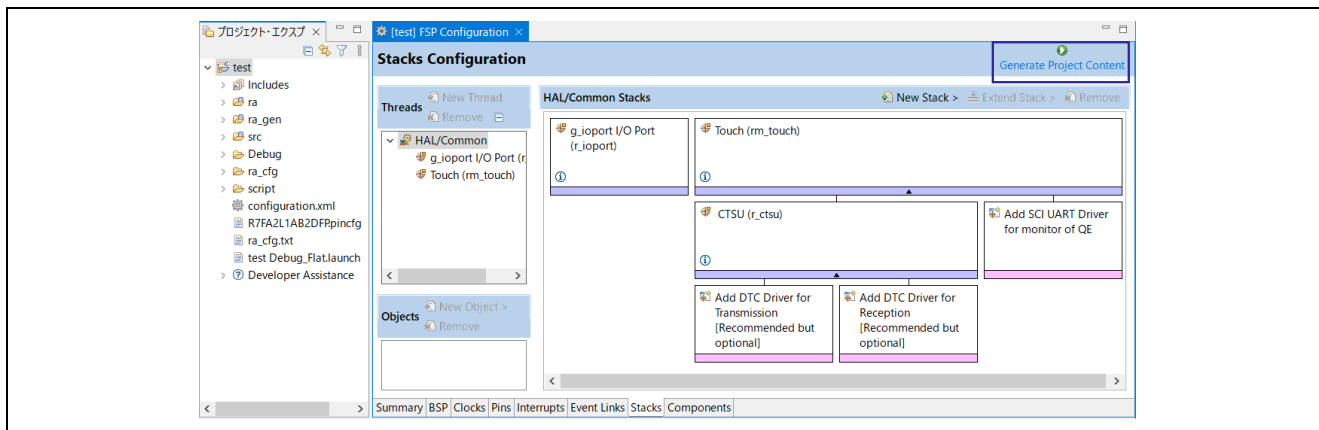 プロジェクト・エクスプ
test
Includes
ra
ra_gen
src
Debug
ra_cfg
script
configuration.xml
R7FA2L1AB2DFP.pincfg
ra_cfg.txt
test Debug_Flat.launch
Developer Assistance
[test] FSP Configuration
Stacks Configuration
Generate Project Content
Threads
New Thread
Remove
HAL/Common
g_ioport I/O Port (r
Touch (rm_touch)
Objects
New Object >
Remove
HAL/Common Stacks
New Stack >
Extend Stack >
Remove
g_ioport I/O Port
(r_ioport)
Touch (rm_touch)
CTSU (r_ctsu)
Add SCI UART Driver
for monitor of QE
Add DTC Driver for
Transmission
[Recommended but
optional]
Add DTC Driver for
Reception
[Recommended but
optional]
Summary BSP Clocks Pins Interrupts Event Links Stacks Components